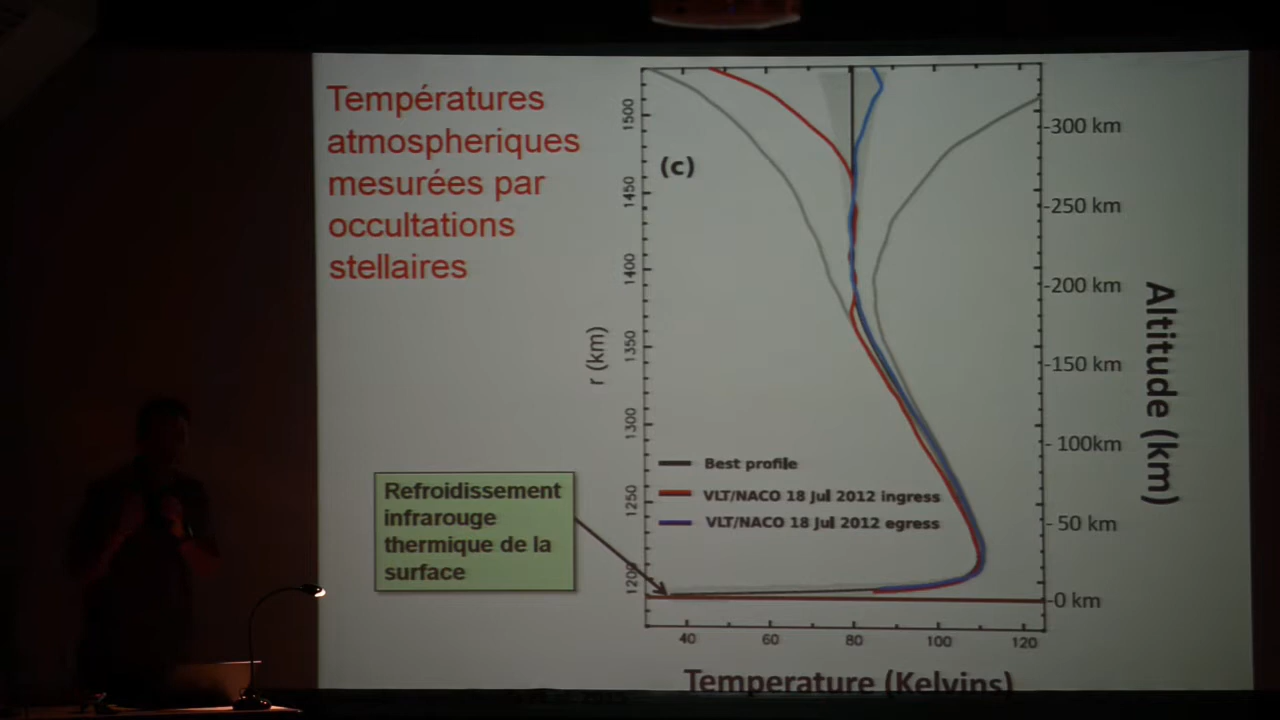 Températures
atmospheriques
mesurées par
occultations
stellaires
(c)
r (km)
1500
1450
1400
1350
1300
1250
1200
300 km
250 km
200 km
150 km
100km
50 km
0 km
Altitude (km)
Best profile
VLT/NACO 18 Jul 2012 ingress
VLT/NACO 18 Jul 2012 egress
Refroidissement
infrarouge
thermique de la
surface
40 60 80 100 120
Temperature (Kelvins)